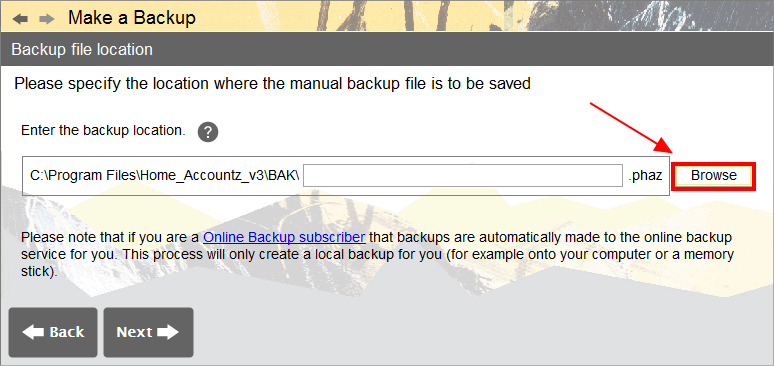 Make a Backup
Backup file location
Please specify the location where the manual backup file is to be saved
Enter the backup location. ?
C:\Program Files\Home_Accountz_v3\BAK\ .phaz Browse
Please note that if you are a Online Backup subscriber that backups are automatically made to the online backup
service for you. This process will only create a local backup for you (for example onto your computer or a memory
stick).
Back Next